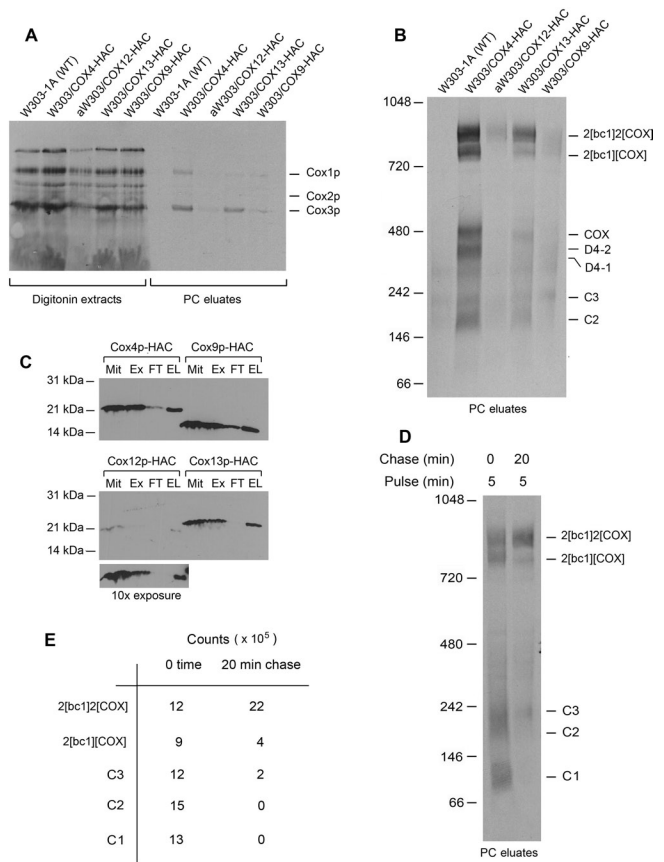 A
W303-1A (WT)
W303/COX4-HAC
aW303/COX12-HAC
W303/COX13-HAC
W303/COX9-HAC
W303-1A (WT)
W303/COX4-HAC
aW303/COX12-HAC
W303/COX13-HAC
W303/COX9-HAC
Cox1p
Cox2p
Cox3p
Digitonin extracts
PC eluates
B
W303-1A (WT)
W303/COX4-HAC
aW303/COX12-HAC
W303/COX13-HAC
W303/COX9-HAC
1048
720
480
242
146
66
2[bc1]2[COX]
2[bc1][COX]
COX
D4-2
D4-1
C3
C2
PC eluates
C
Cox4p-HAC Cox9p-HAC
Mit Ex FT EL Mit Ex FT EL
31 kDa
21 kDa
14 kDa
Cox12p-HAC Cox13p-HAC
Mit Ex FT EL Mit Ex FT EL
31 kDa
21 kDa
14 kDa
10x exposure
D
Chase (min) 0 20
Pulse (min) 5 5
1048
720
480
242
146
66
2[bc1]2[COX]
2[bc1][COX]
C3
C2
C1
PC eluates
E
Counts ( x 10⁵ )
0 time 20 min chase
2[bc1]2[COX] 12 22
2[bc1][COX] 9 4
C3 12 2
C2 15 0
C1 13 0